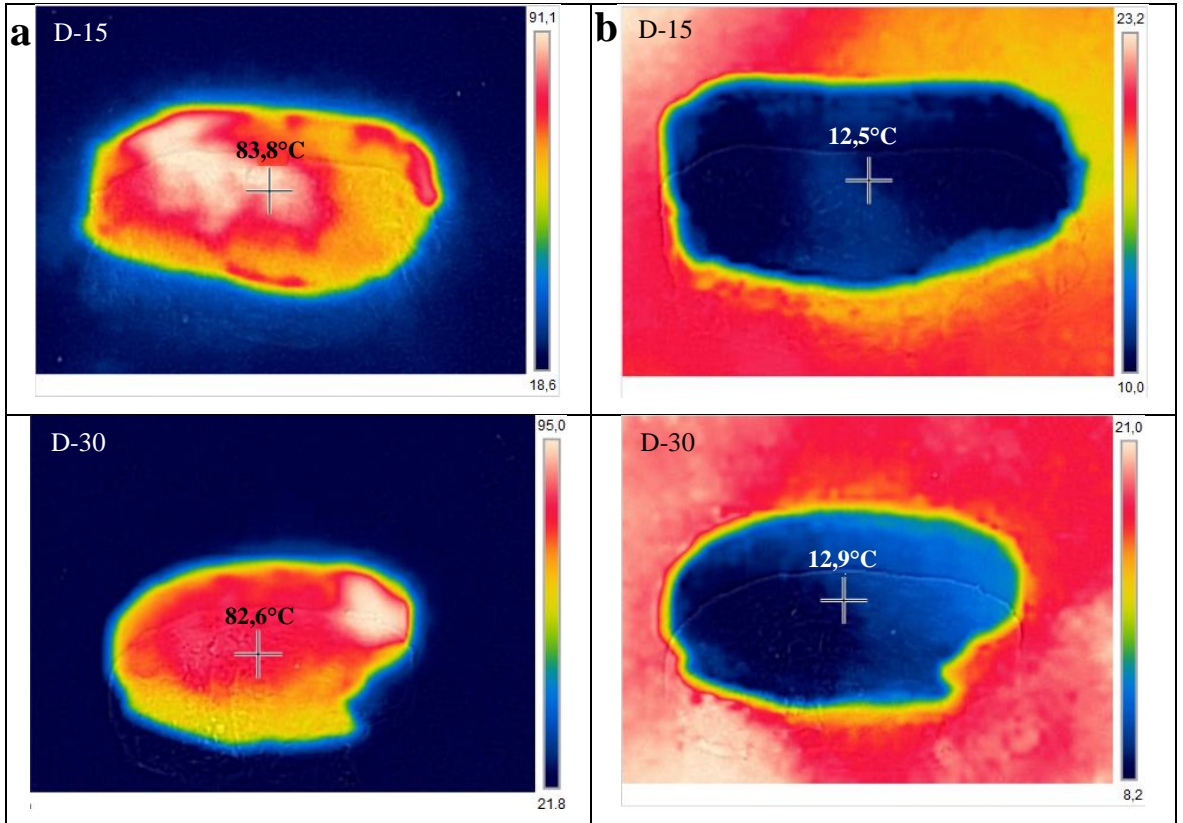 a
D-15
91,1
83,8°C
18,6
b
D-15
23,2
12,5°C
10,0
D-30
95,0
82,6°C
21.8
D-30
21,0
12,9°C
8,2